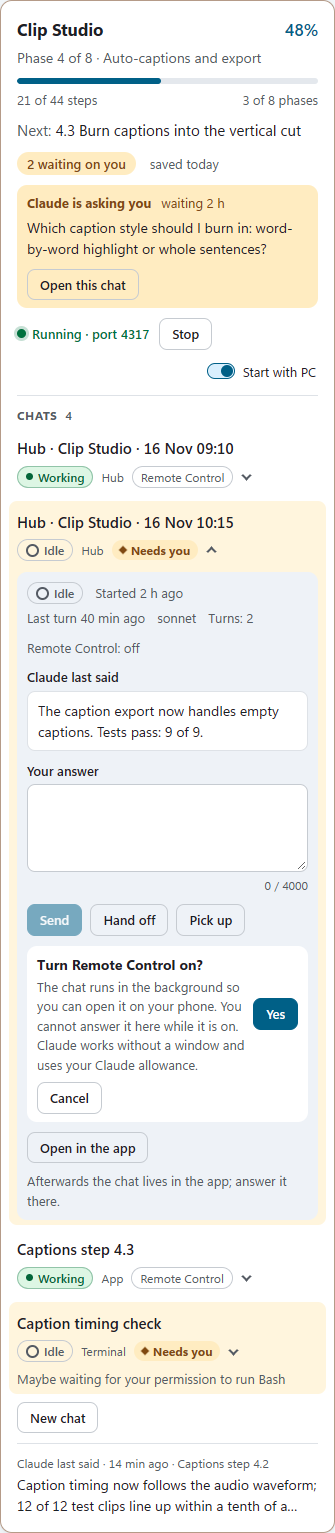 Clip Studio 48%
Phase 4 of 8 · Auto-captions and export
21 of 44 steps 3 of 8 phases
Next: 4.3 Burn captions into the vertical cut
2 waiting on you saved today
Claude is asking you waiting 2 h
Which caption style should I burn in: word-
by-word highlight or whole sentences?
Open this chat
Running · port 4317 Stop
Start with PC
CHATS 4
Hub · Clip Studio · 16 Nov 09:10
Working Hub Remote Control
Hub · Clip Studio · 16 Nov 10:15
Idle Hub Needs you
Idle Started 2 h ago
Last turn 40 min ago sonnet Turns: 2
Remote Control: off
Claude last said
The caption export now handles empty
captions. Tests pass: 9 of 9.
Your answer
0 / 4000
Send Hand off Pick up
Turn Remote Control on?
The chat runs in the background so
you can open it on your phone. You
cannot answer it here while it is on.
Claude works without a window and
uses your Claude allowance.
Yes
Cancel
Open in the app
Afterwards the chat lives in the app; answer it
there.
Captions step 4.3
Working App Remote Control
Caption timing check
Idle Terminal Needs you
Maybe waiting for your permission to run Bash
New chat
Claude last said · 14 min ago · Captions step 4.2
Caption timing now follows the audio waveform;
12 of 12 test clips line up within a tenth of a...